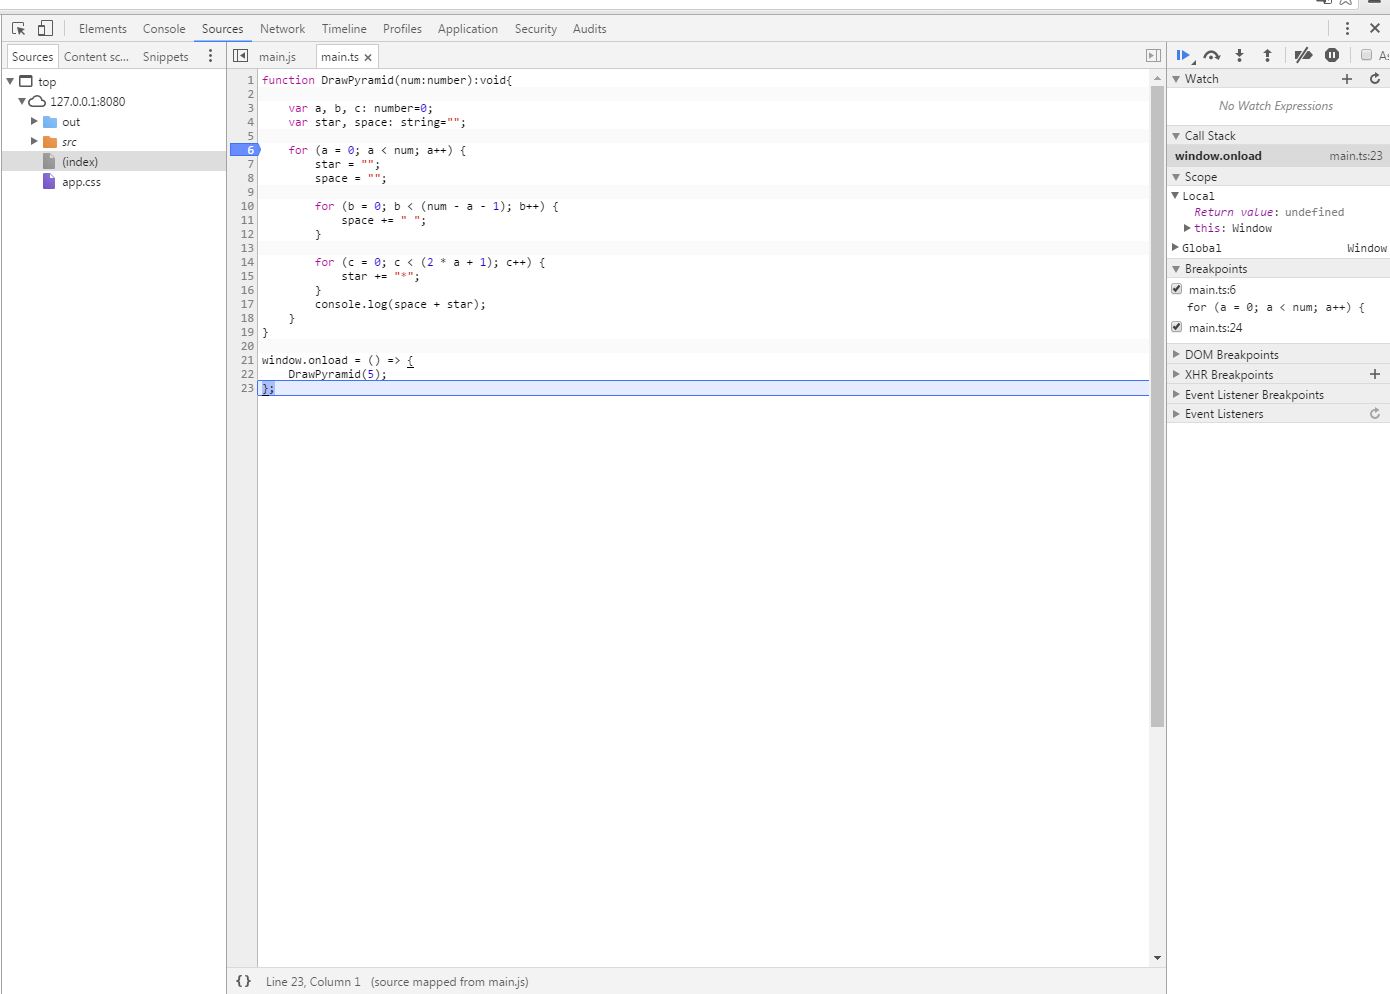 Elements Console Sources Network Timeline Profiles Application Security Audits
Sources Content sc... Snippets
main.js main.ts
top
127.0.0.1:8080
out
src
(index)
app.css
1 function DrawPyramid(num:number):void{
2
3 var a, b, c: number=0;
4 var star, space: string="";
5
6 for (a = 0; a < num; a++) {
7 star = "";
8 space = "";
9
10 for (b = 0; b < (num - a - 1); b++) {
11 space += " ";
12 }
13
14 for (c = 0; c < (2 * a + 1); c++) {
15 star += "*";
16 }
17 console.log(space + star);
18 }
19 }
20
21 window.onload = () => {
22 DrawPyramid(5);
23 };
{} Line 23, Column 1 (source mapped from main.js)
Watch
No Watch Expressions
Call Stack
window.onload main.ts:23
Scope
Local
Return value: undefined
this: Window
Global Window
Breakpoints
main.ts:6
for (a = 0; a < num; a++) {
main.ts:24
DOM Breakpoints
XHR Breakpoints
Event Listener Breakpoints
Event Listeners